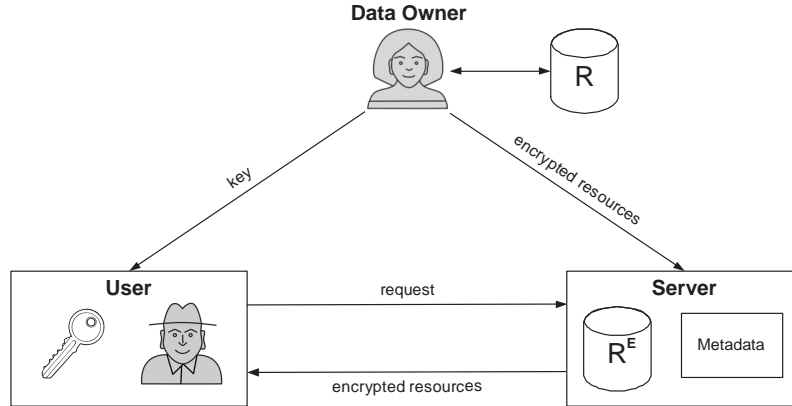 Data Owner
R
key
encrypted resources
User
request
Server
R^E
Metadata
encrypted resources